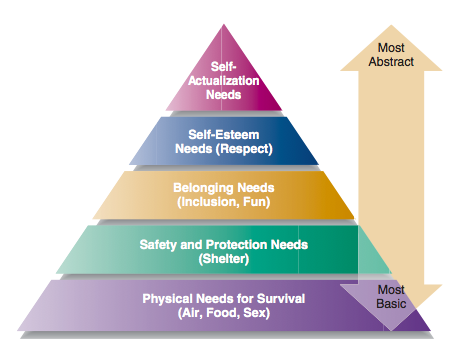 Self-
Actualization
Needs
Most
Abstract
Self-Esteem
Needs (Respect)
Belonging Needs
(Inclusion, Fun)
Safety and Protection Needs
(Shelter)
Physical Needs for Survival
(Air, Food, Sex)
Most
Basic